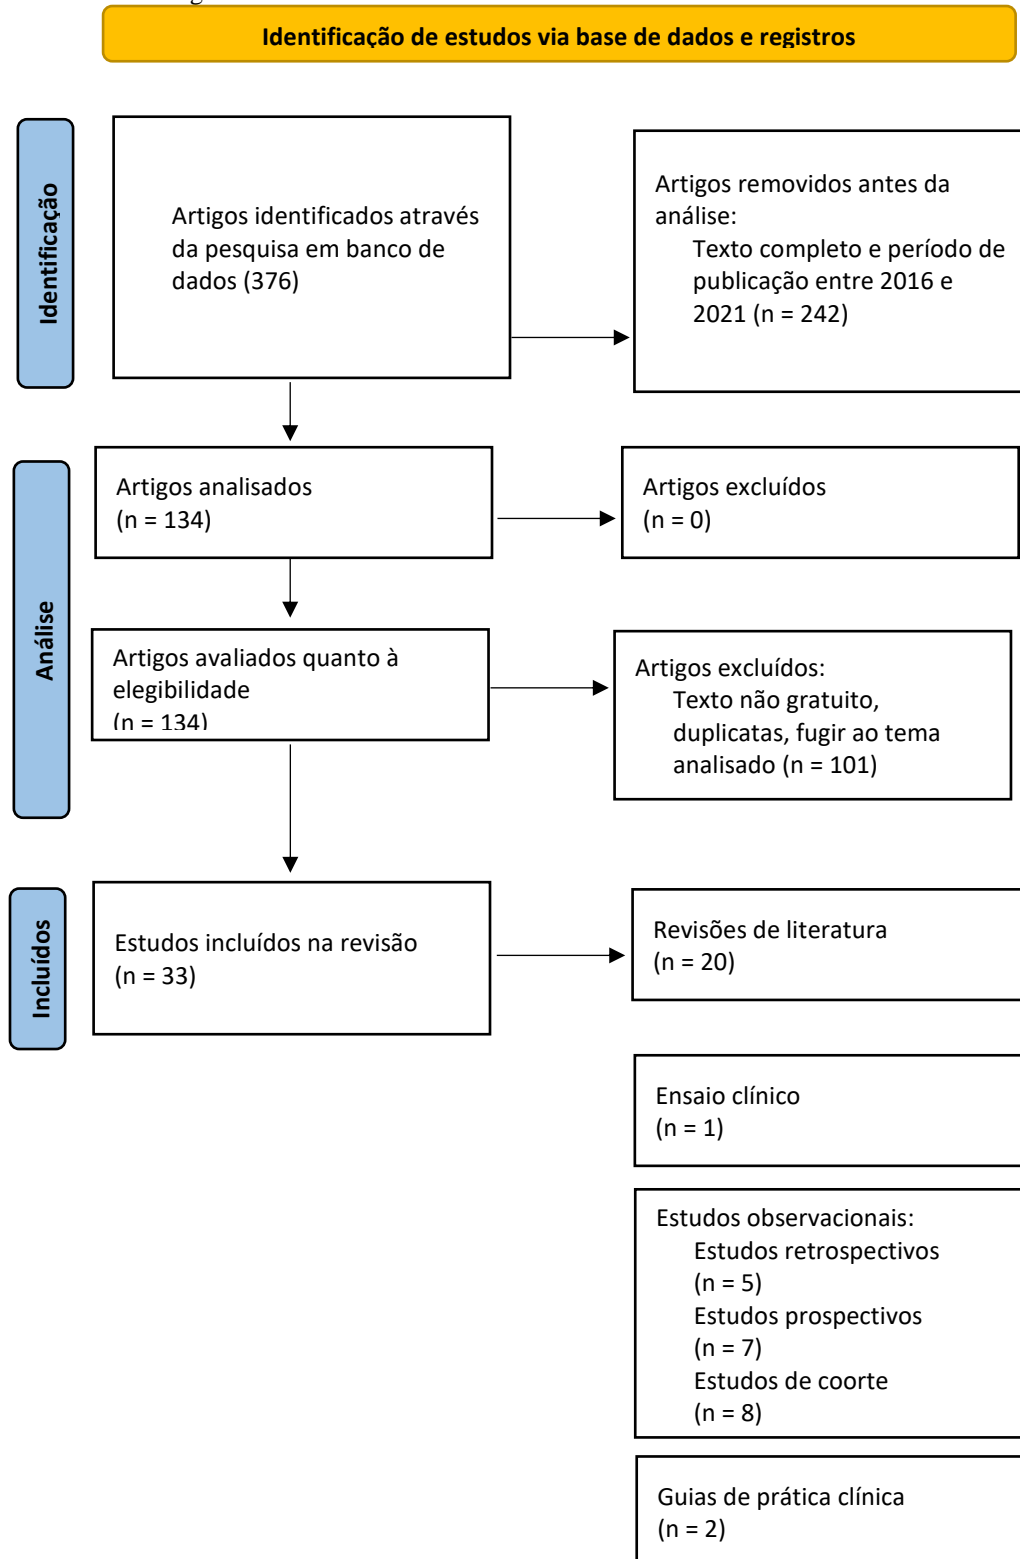 Identificação de estudos via base de dados e registros
Identificação
Artigos identificados através
da pesquisa em banco de
dados (376)
Artigos removidos antes da
análise:
Texto completo e período de
publicação entre 2016 e
2021 (n = 242)
Análise
Artigos analisados
(n = 134)
Artigos excluídos
(n = 0)
Artigos avaliados quanto à
elegibilidade
(n = 134)
Artigos excluídos:
Texto não gratuito,
duplicatas, fugir ao tema
analisado (n = 101)
Incluídos
Estudos incluídos na revisão
(n = 33)
Revisões de literatura
(n = 20)
Ensaio clínico
(n = 1)
Estudos observacionais:
Estudos retrospectivos
(n = 5)
Estudos prospectivos
(n = 7)
Estudos de coorte
(n = 8)
Guias de prática clínica
(n = 2)